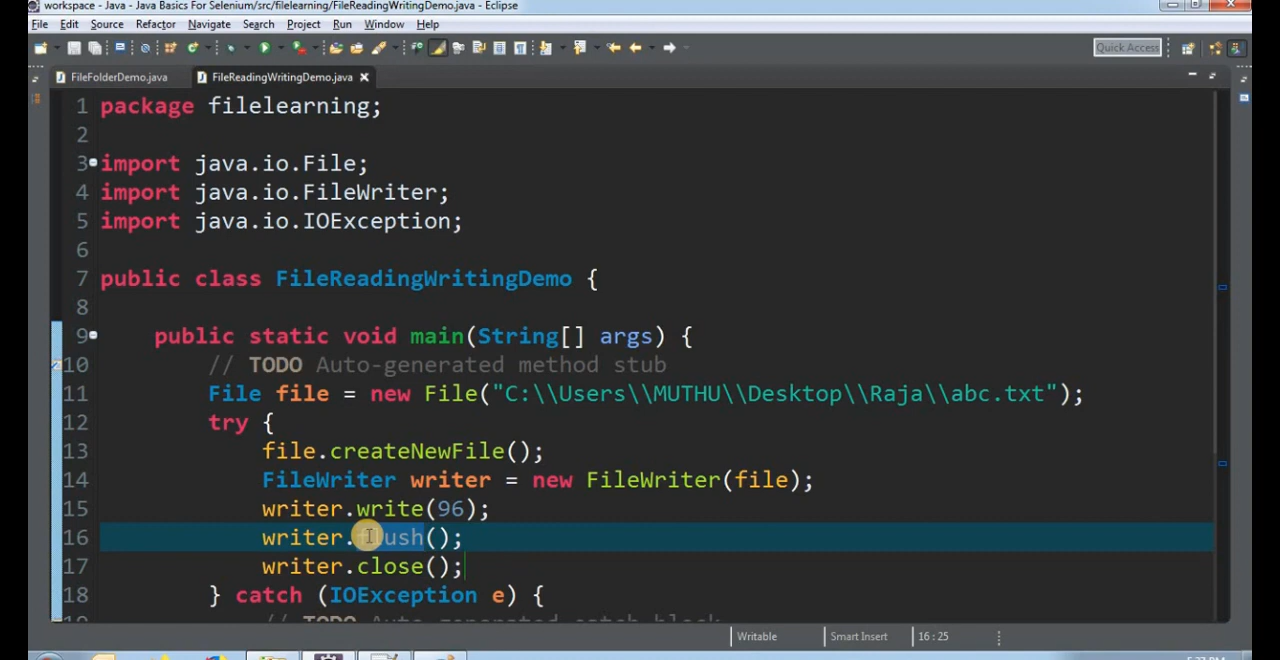 workspace - Java - Java Basics For Selenium/src/filelearning/FileReadingWritingDemo.java - Eclipse
File Edit Source Refactor Navigate Search Project Run Window Help
Quick Access
FileFolderDemo.java FileReadingWritingDemo.java
1 package filelearning;
2
3 import java.io.File;
4 import java.io.FileWriter;
5 import java.io.IOException;
6
7 public class FileReadingWritingDemo {
8
9 public static void main(String[] args) {
10 // TODO Auto-generated method stub
11 File file = new File("C:\\Users\\MUTHU\\Desktop\\Raja\\abc.txt");
12 try {
13 file.createNewFile();
14 FileWriter writer = new FileWriter(file);
15 writer.write(96);
16 writer.flush();
17 writer.close();
18 } catch (IOException e) {
// TODO Auto-generated catch block
Writable Smart Insert 16 : 25